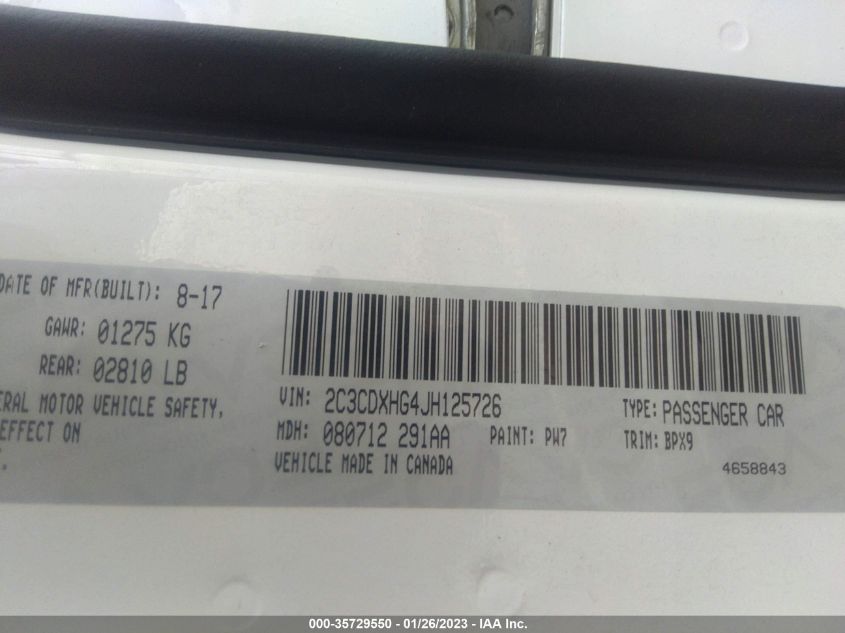 DATE OF MFR(BUILT): 8-17
GAWR: 01275 KG
REAR: 02810 LB
MOTOR VEHICLE SAFETY,
EFFECT ON
VIN: 2C3CDXHG4JH125726
TYPE: PASSENGER CAR
MDH: 080712 291AA
PAINT: PW7
TRIM: BPX9
VEHICLE MADE IN CANADA
4658843
000-35729550 - 01/26/2023 - IAA Inc.